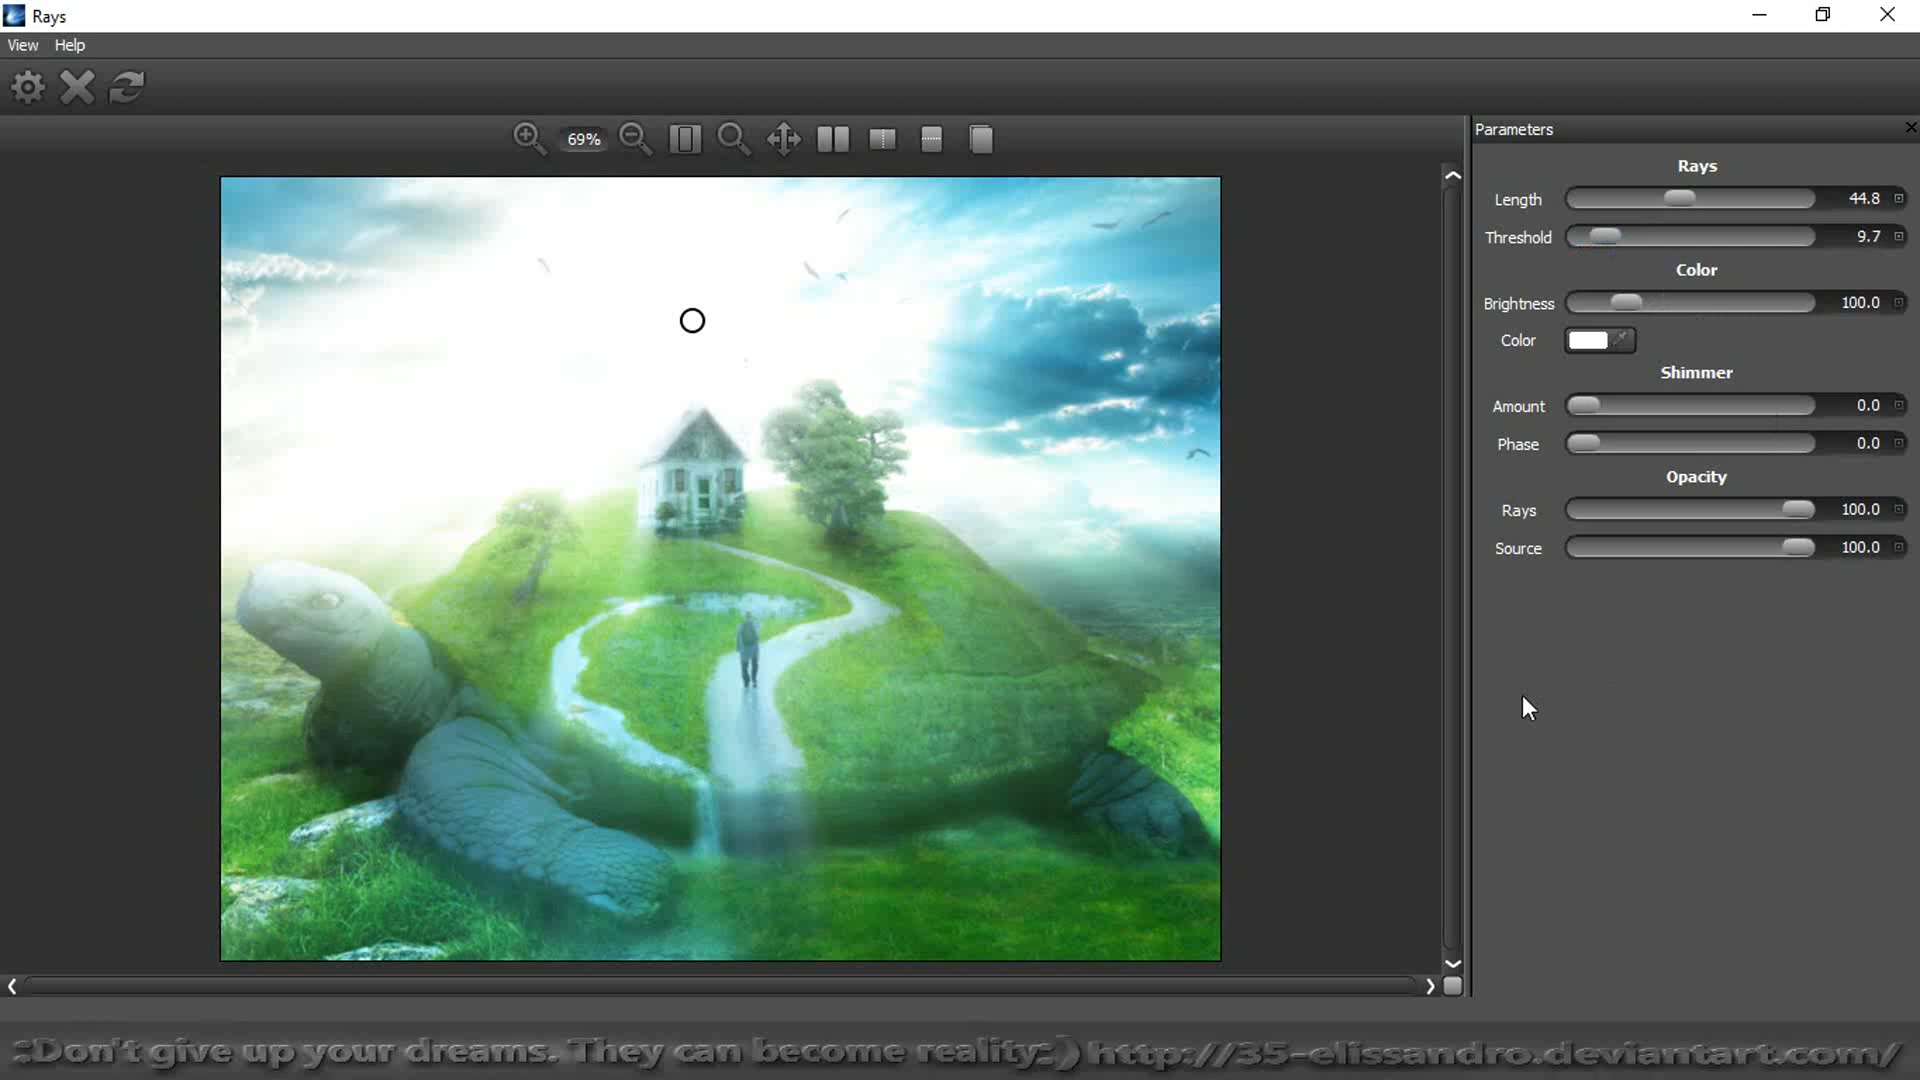 Rays
View Help
69%
Parameters
Rays
Length 44.8
Threshold 9.7
Color
Brightness 100.0
Color
Shimmer
Amount 0.0
Phase 0.0
Opacity
Rays 100.0
Source 100.0
:Don't give up your dreams. They can become reality:) http://35-elissandro.deviantart.com/